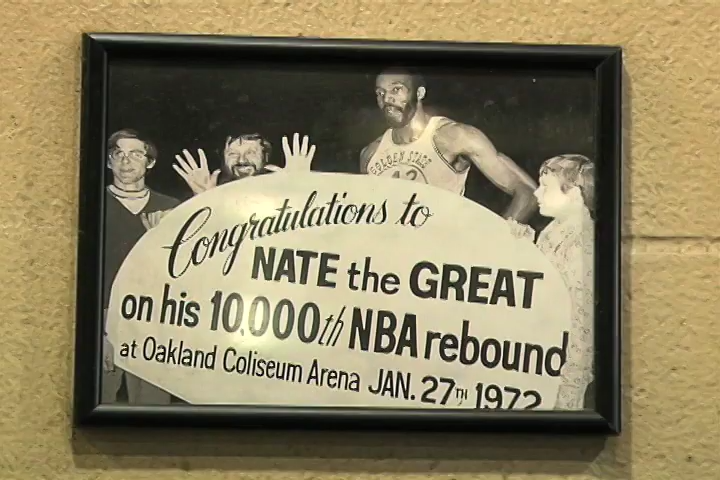 GOLDEN STATE
42
Congratulations to
NATE the GREAT
on his 10,000th NBA rebound
at Oakland Coliseum Arena JAN. 27TH 1972